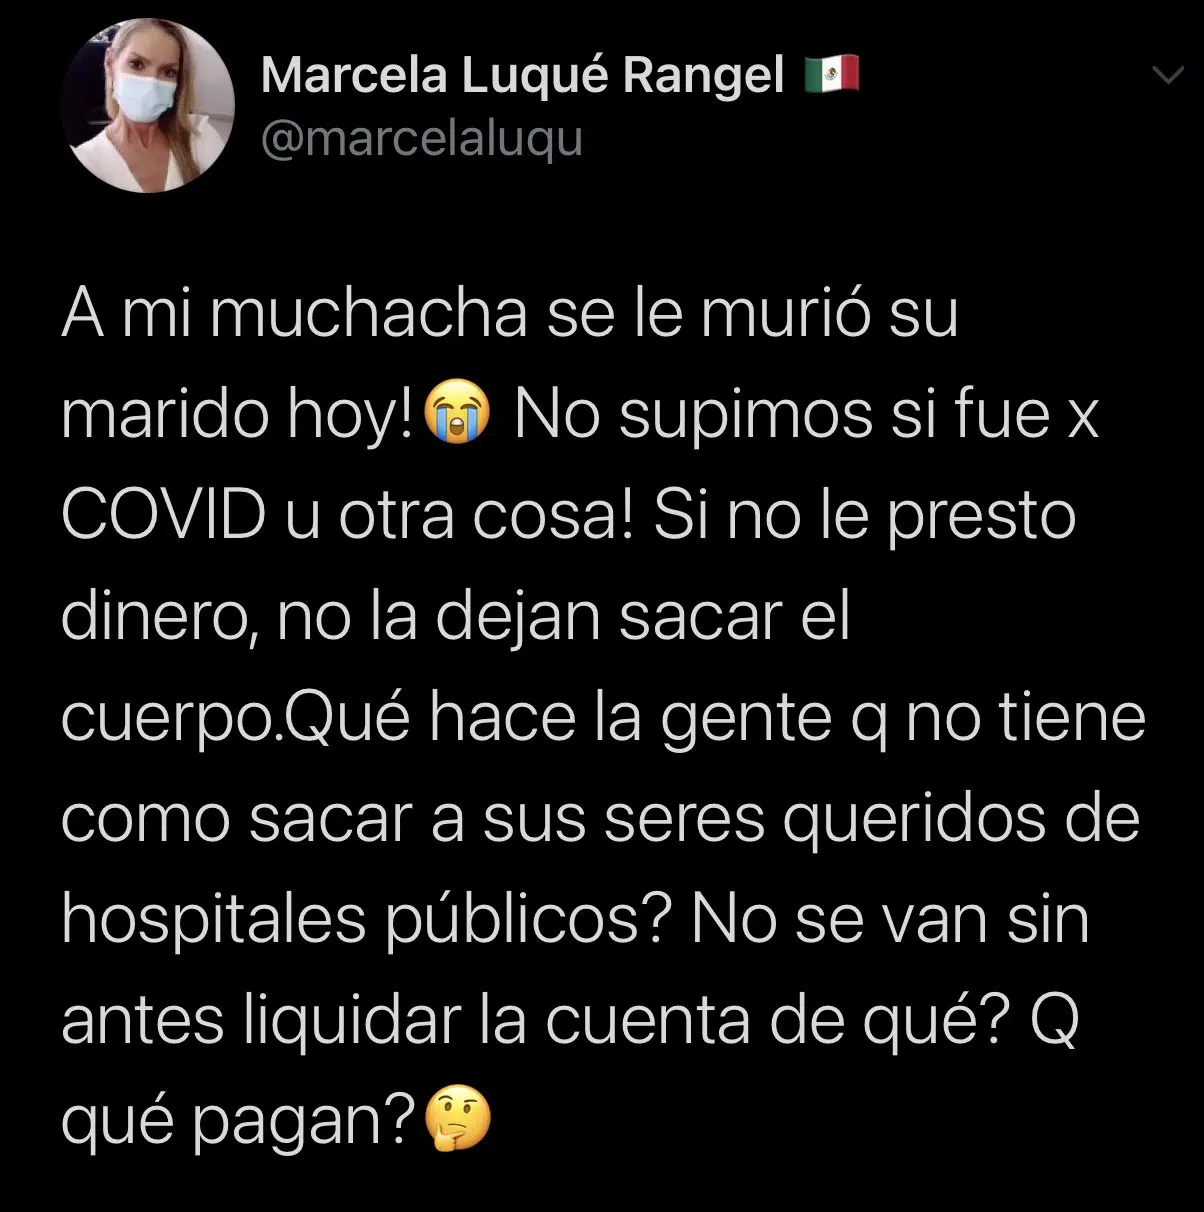 Marcela Luqué Rangel 🇲🇽
@marcelaluqu
A mi muchacha se le murió su
marido hoy!😭 No supimos si fue x
COVID u otra cosa! Si no le presto
dinero, no la dejan sacar el
cuerpo.Qué hace la gente q no tiene
como sacar a sus seres queridos de
hospitales públicos? No se van sin
antes liquidar la cuenta de qué? Q
qué pagan?🤔